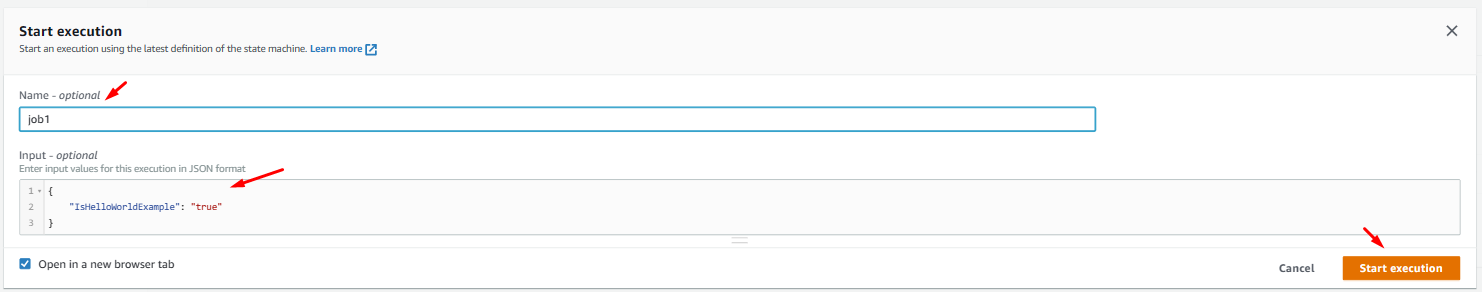 Start execution
Start an execution using the latest definition of the state machine. Learn more
Name - optional
job1
Input - optional
Enter input values for this execution in JSON format
1 {
2 "IsHelloWorldExample": "true"
3 }
Open in a new browser tab
Cancel
Start execution